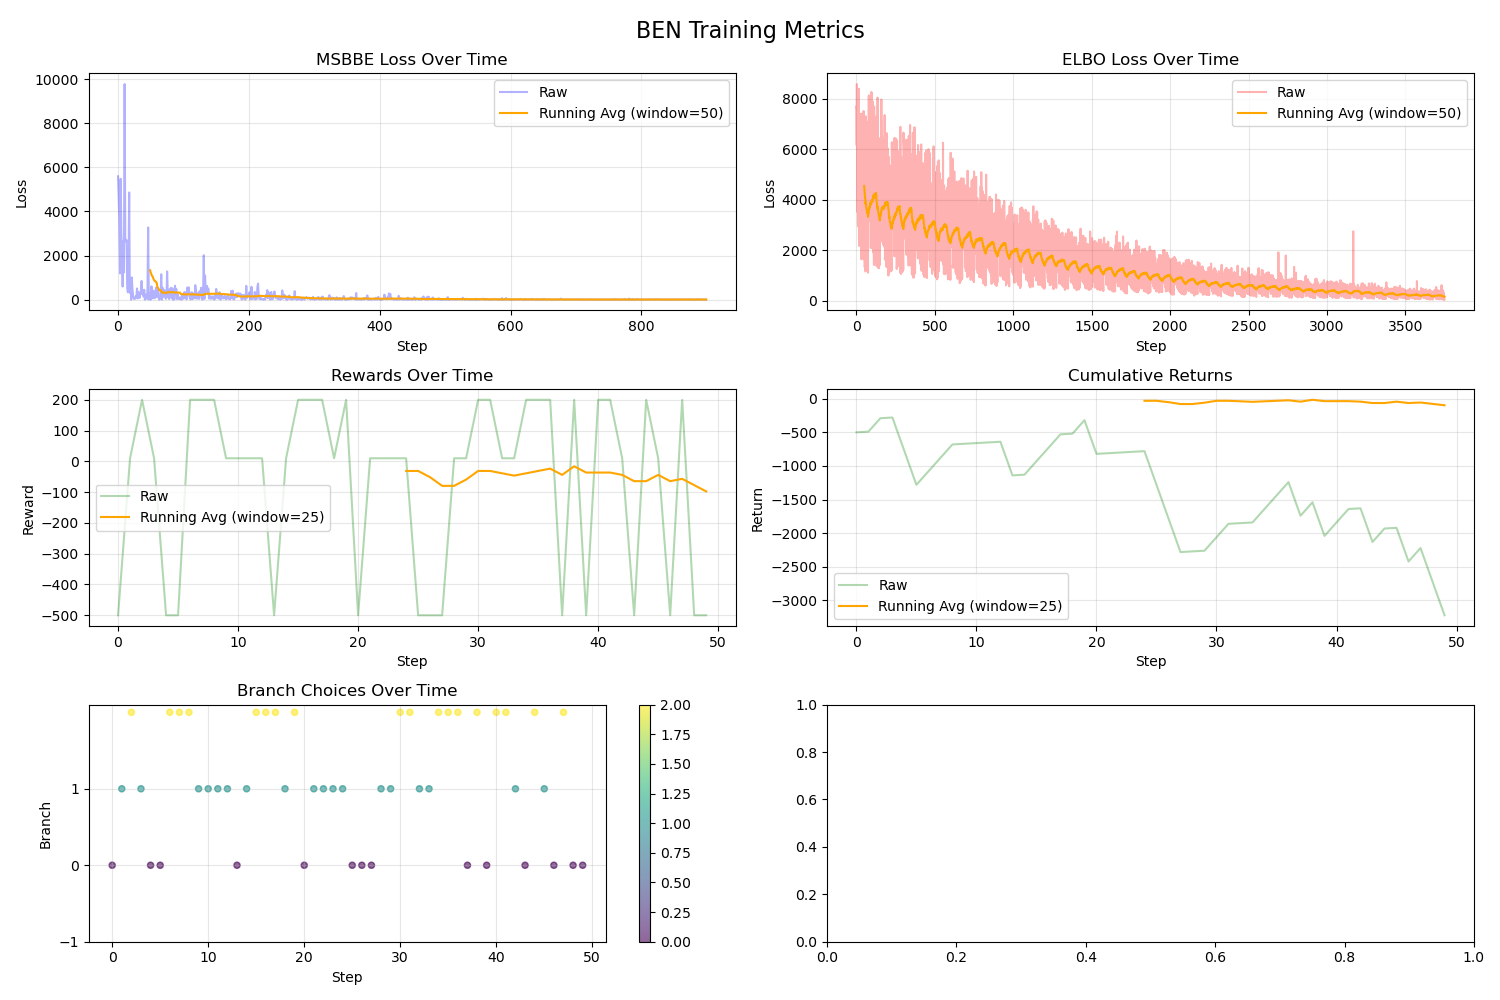 BEN Training Metrics
MSBBE Loss Over Time
10000
8000
6000
4000
2000
0
Loss
Raw
Running Avg (window=50)
0 200 400 600 800
Step
ELBO Loss Over Time
8000
6000
4000
2000
0
Loss
Raw
Running Avg (window=50)
0 500 1000 1500 2000 2500 3000 3500
Step
Rewards Over Time
200
100
0
−100
−200
−300
−400
−500
Reward
Raw
Running Avg (window=25)
0 10 20 30 40 50
Step
Cumulative Returns
0
−500
−1000
−1500
−2000
−2500
−3000
Return
Raw
Running Avg (window=25)
0 10 20 30 40 50
Step
Branch Choices Over Time
1
0
−1
Branch
0 10 20 30 40 50
Step
2.00
1.75
1.50
1.25
1.00
0.75
0.50
0.25
0.00
1.0
0.8
0.6
0.4
0.2
0.0
0.0 0.2 0.4 0.6 0.8 1.0